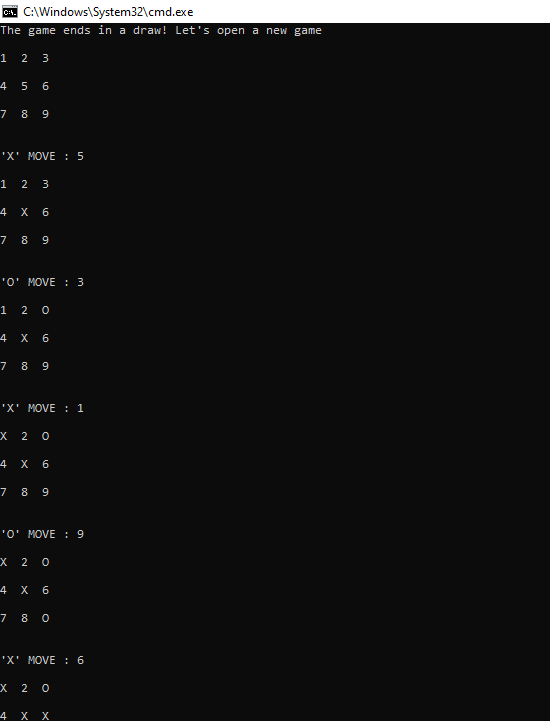 C:\Windows\System32\cmd.exe
The game ends in a draw! Let's open a new game
1 2 3
4 5 6
7 8 9
'X' MOVE : 5
1 2 3
4 X 6
7 8 9
'O' MOVE : 3
1 2 O
4 X 6
7 8 9
'X' MOVE : 1
X 2 O
4 X 6
7 8 9
'O' MOVE : 9
X 2 O
4 X 6
7 8 O
'X' MOVE : 6
X 2 O
4 X X